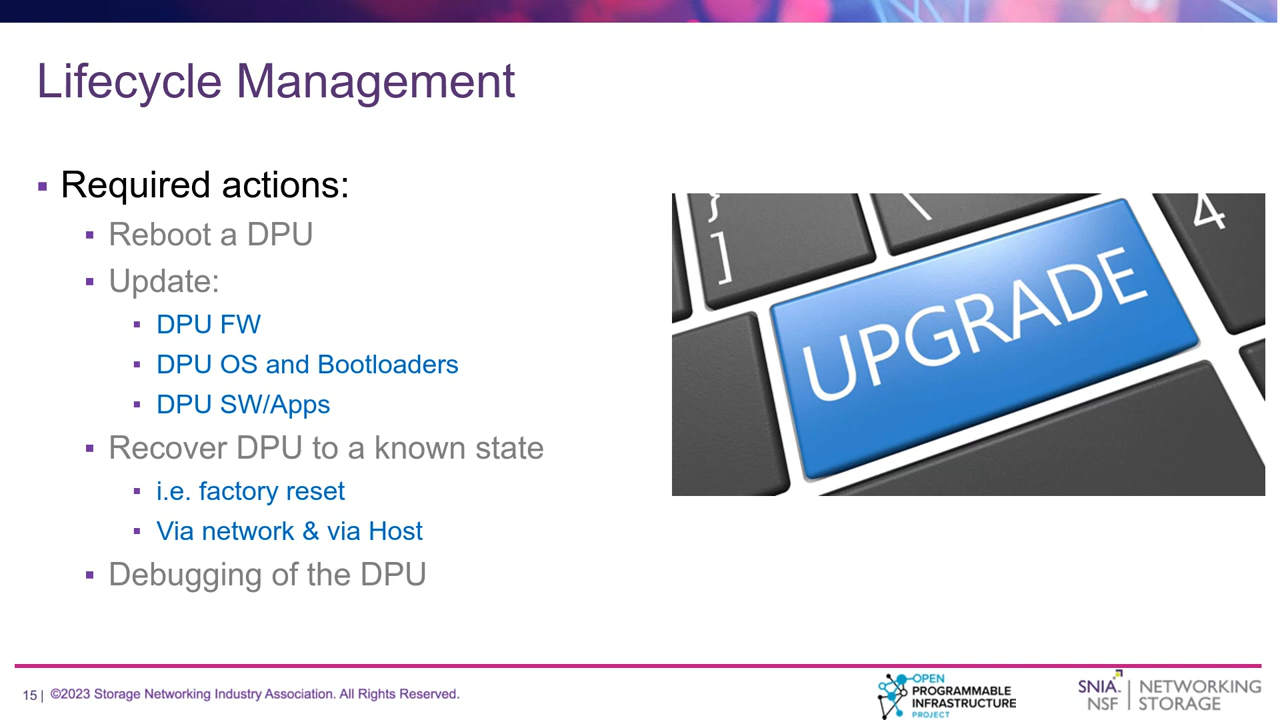 Lifecycle Management
▪ Required actions:
▪ Reboot a DPU
▪ Update:
▪ DPU FW
▪ DPU OS and Bootloaders
▪ DPU SW/Apps
▪ Recover DPU to a known state
▪ i.e. factory reset
▪ Via network & via Host
▪ Debugging of the DPU
}
]
\
4
UPGRADE
15 | ©2023 Storage Networking Industry Association. All Rights Reserved.
OPEN
PROGRAMMABLE
INFRASTRUCTURE
PROJECT
SNIA. | NETWORKING
NSF | STORAGE